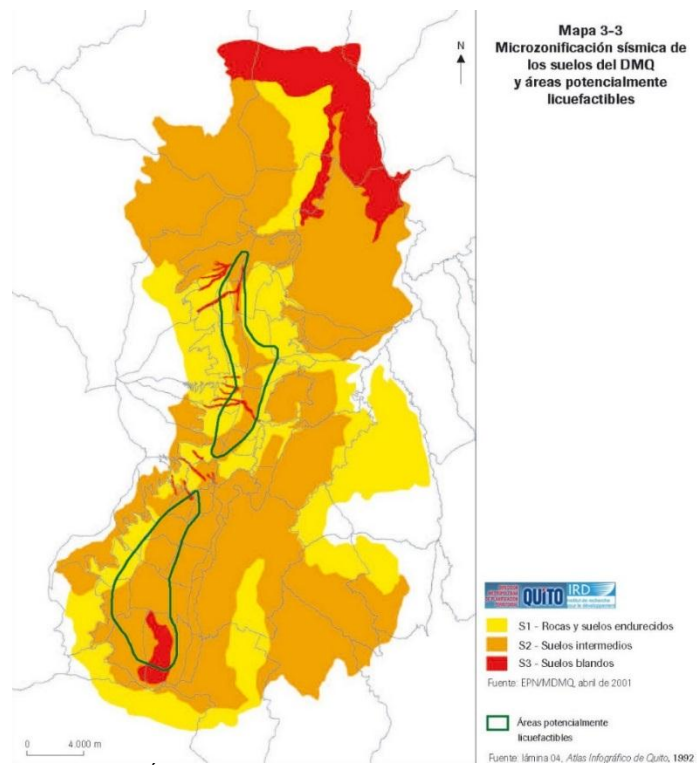 Mapa 3-3
Microzonificación sísmica de
los suelos del DMQ
y áreas potencialmente
licuefactibles
N
QUITO
IRD
S1 - Rocas y suelos endurecidos
S2 - Suelos intermedios
S3 - Suelos blandos
Fuente: EPN/MDMQ, abril de 2001
Áreas potencialmente
licuefactibles
0 4.000 m
Fuente: lámina 04, Atlas Infográfico de Quito, 1992